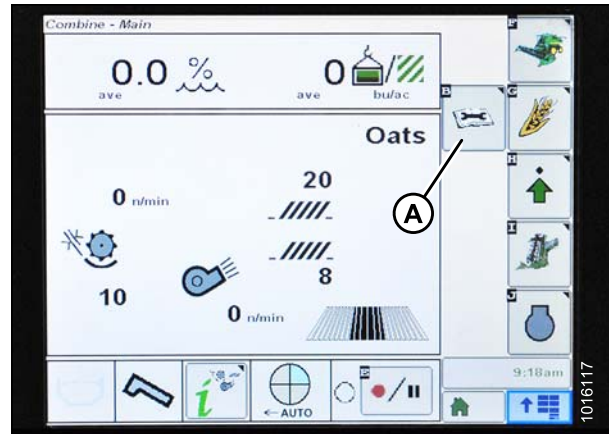 Combine - Main
0.0 %
ave
0
ave
bu/ac
Oats
0 n/min
20
8
10
0 n/min
i
← AUTO
B
A
F
G
H
I
J
E
9:18am
1016117